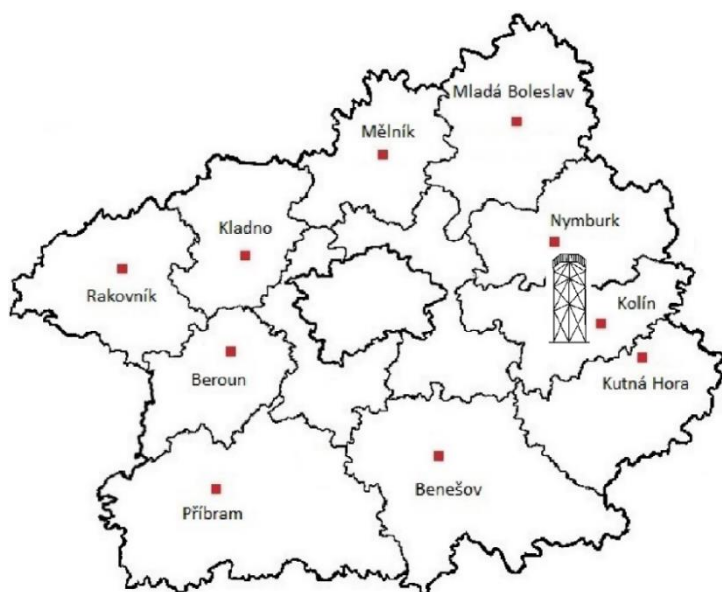 Mladá Boleslav
Mělník
Nymburk
Kladno
Rakovník
Kolín
Beroun
Kutná Hora
Benešov
Příbram